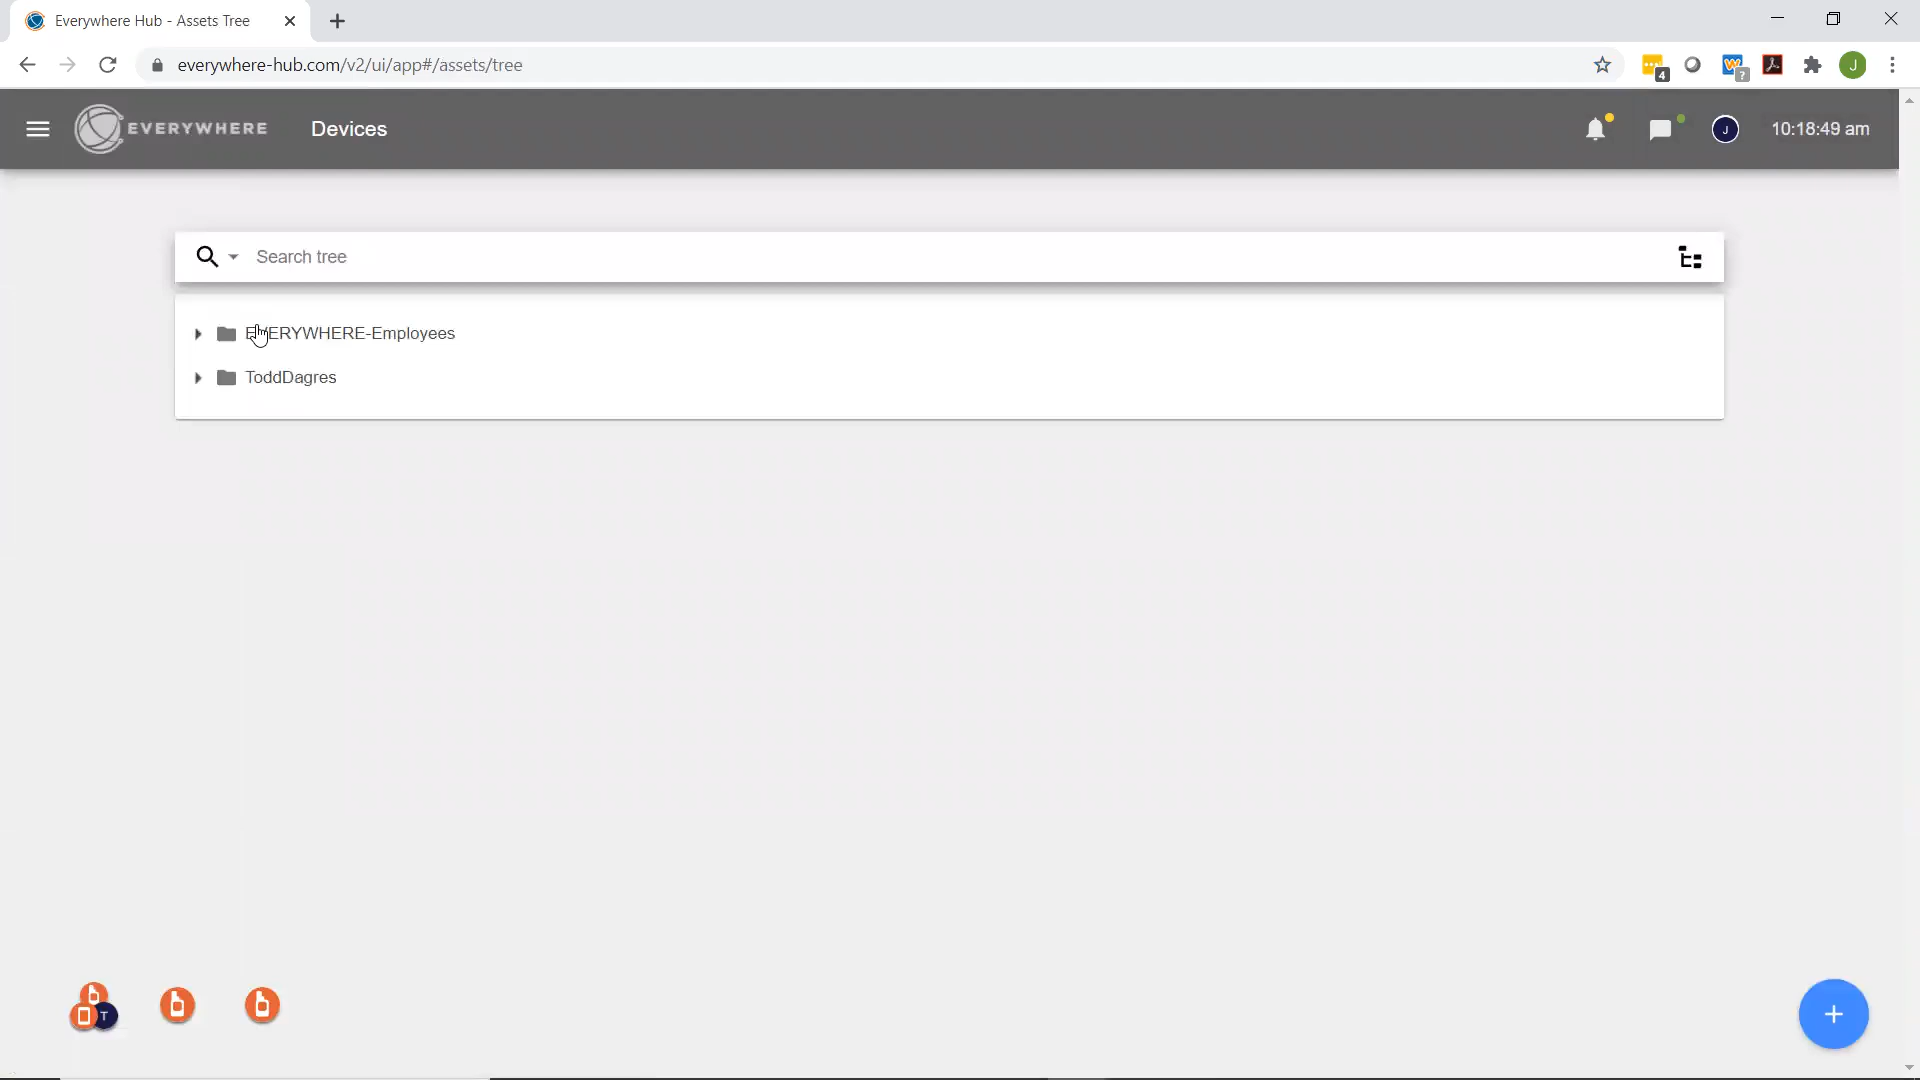 Everywhere Hub - Assets Tree
everywhere-hub.com/v2/ui/app#/assets/tree
4
W
?
J
EVERYWHERE
Devices
J
10:18:49 am
Search tree
EVERYWHERE-Employees
ToddDagres
T